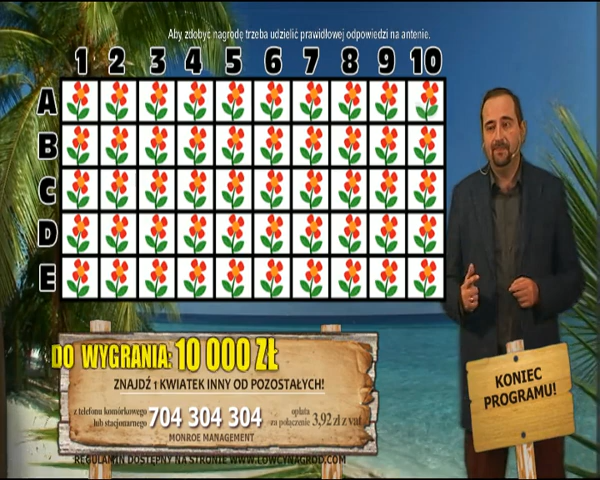 Aby zdobyć nagrodę trzeba udzielić prawidłowej odpowiedzi na antenie.
1 2 3 4 5 6 7 8 9 10
A
B
C
D
E
DO WYGRANIA: 10 000 ZŁ
ZNAJDŹ 1 KWIATEK INNY OD POZOSTAŁYCH!
z telefonu komórkowego
lub stacjonarnego
704 304 304
opłata
za połączenie 3,92 zł z vat
MONROE MANAGEMENT
REGULAMIN DOSTĘPNY NA STRONIE WWW.LOWCYNAGROD.COM
KONIEC
PROGRAMU!